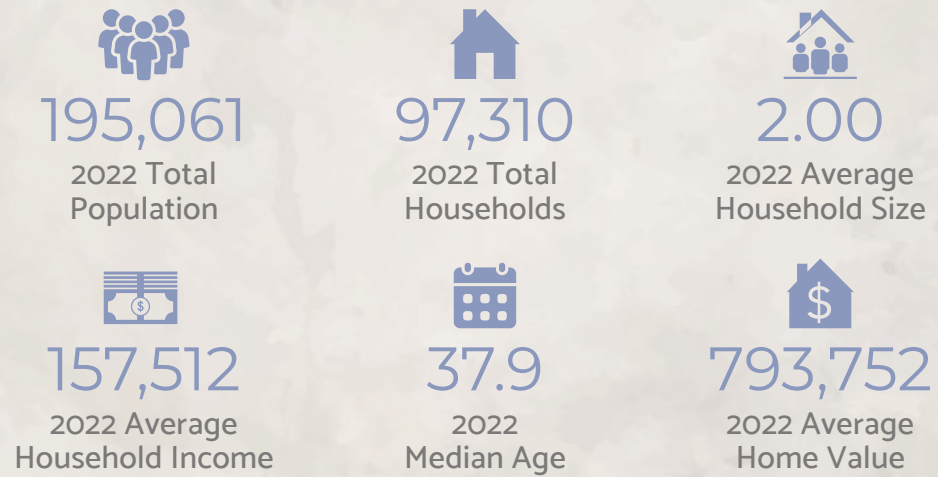 195,061
2022 Total
Population
97,310
2022 Total
Households
2.00
2022 Average
Household Size
$
157,512
2022 Average
Household Income
37.9
2022
Median Age
$
793,752
2022 Average
Home Value